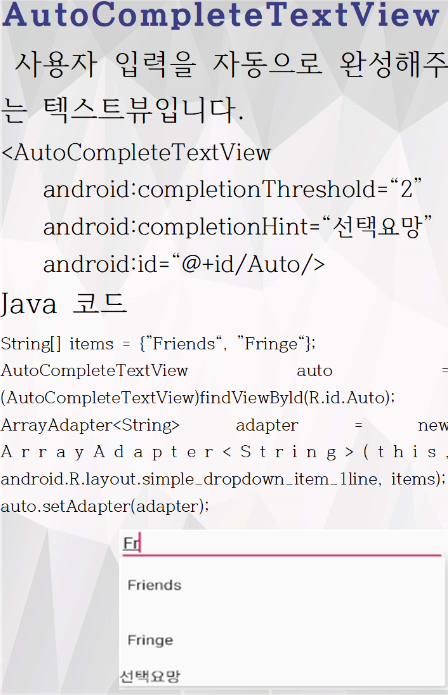 AutoCompleteTextView
사용자 입력을 자동으로 완성해주
는 텍스트뷰입니다.
<AutoCompleteTextView
android:completionThreshold=“2”
android:completionHint=“선택요망”
android:id=“@+id/Auto/>
Java 코드
String[] items = {”Friends“, ”Fringe“};
AutoCompleteTextView auto =
(AutoCompleteTextView)findViewById(R.id.Auto);
ArrayAdapter<String> adapter = new
ArrayAdapter<String>(this,
android.R.layout.simple_dropdown_item_1line, items);
auto.setAdapter(adapter);
Fr
Friends
Fringe
선택요망